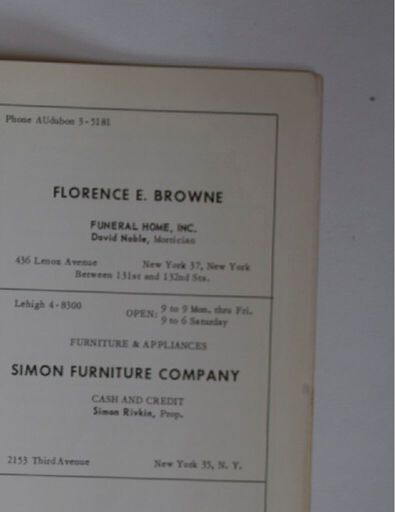 Phone AUdubon 3-5181
FLORENCE E. BROWNE
FUNERAL HOME, INC.
David Noble, Mortician
436 Lenox Avenue New York 37, New York
Between 131st and 132nd Sts.
Lehigh 4-8300
OPEN: 9 to 9 Mon. thru Fri.
9 to 6 Saturday
FURNITURE & APPLIANCES
SIMON FURNITURE COMPANY
CASH AND CREDIT
Simon Rivkin, Prop.
2153 Third Avenue New York 35, N. Y.